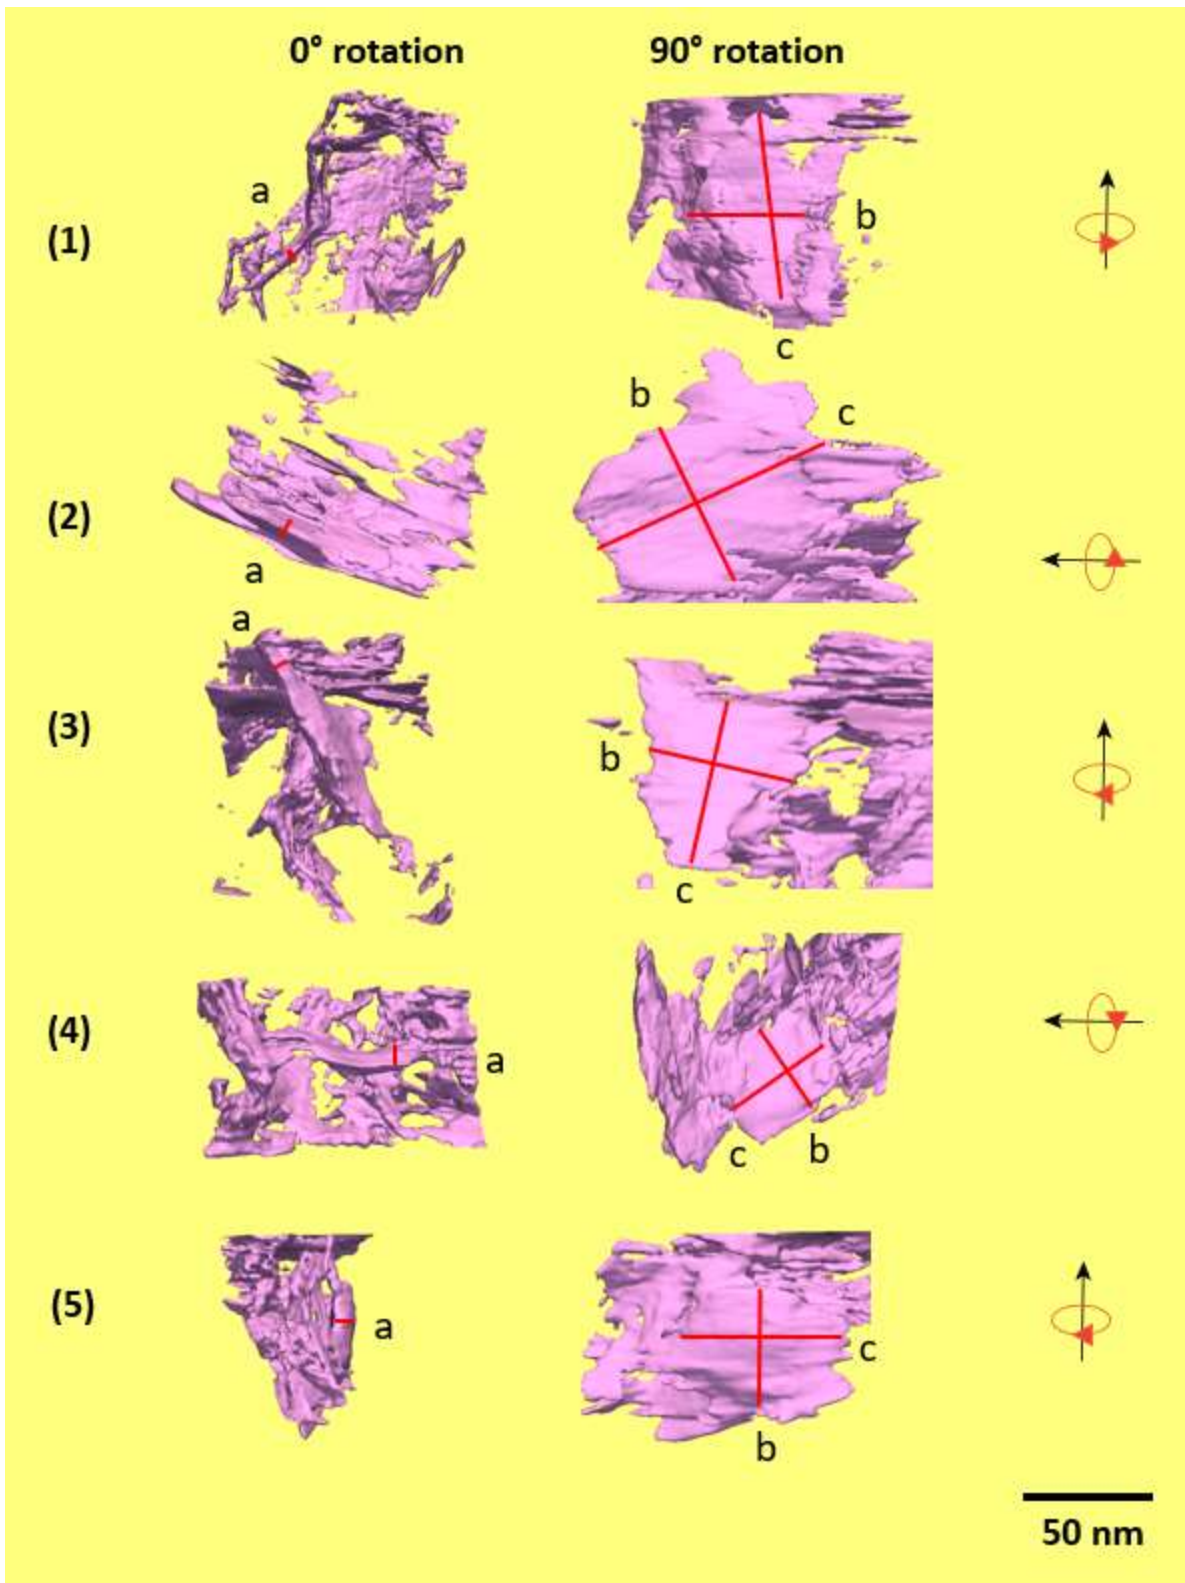 0° rotation 90° rotation
(1) a b
c
(2) b c
a
(3) a
b
c
(4) a
c b
(5) a c
b
50 nm